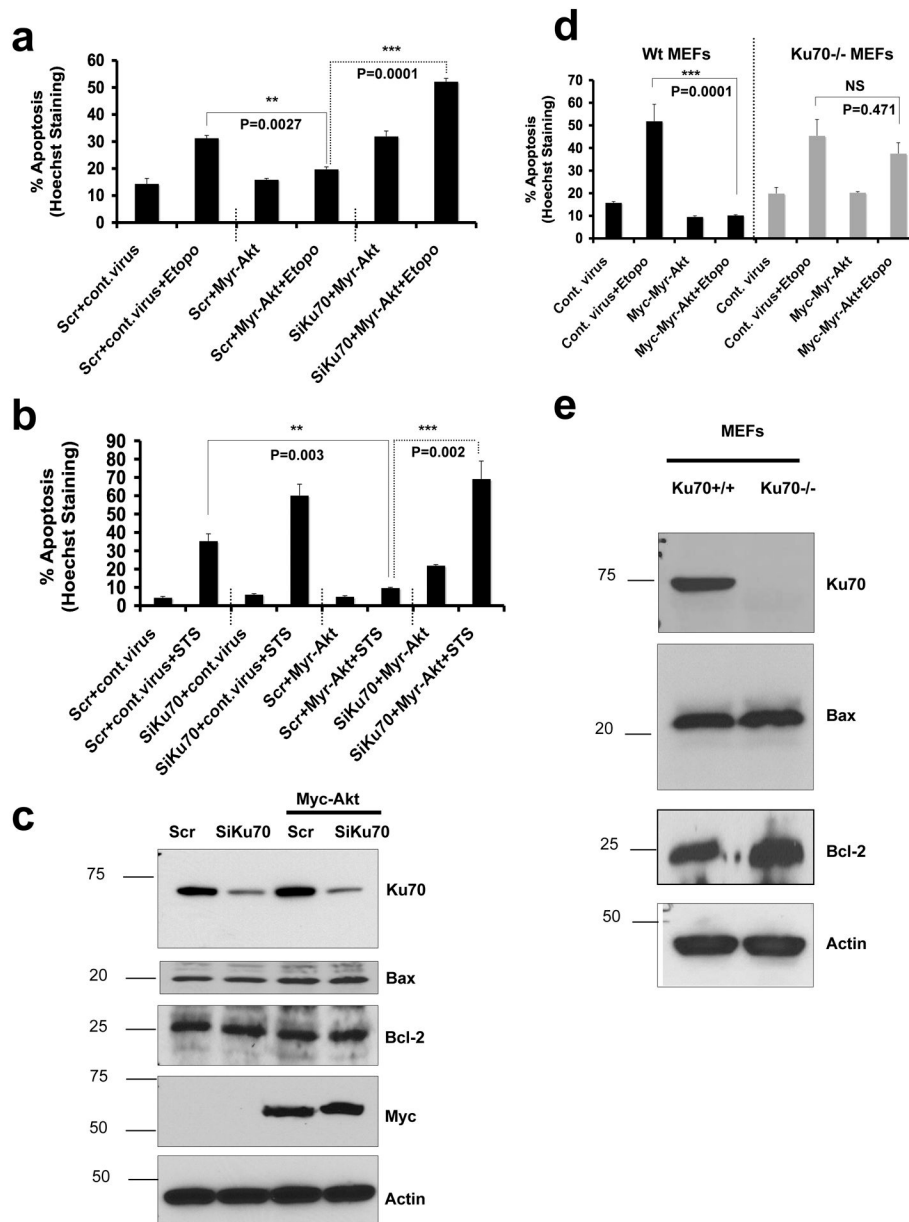 a
% Apoptosis
(Hoechst Staining)
60
50
40
30
20
10
0
**
P=0.0027
***
P=0.0001
Scr+cont.virus
Scr+cont.virus+Etopo
Scr+Myr-Akt
Scr+Myr-Akt+Etopo
SiKu70+Myr-Akt
SiKu70+Myr-Akt+Etopo
b
% Apoptosis
(Hoechst Staining)
90
80
70
60
50
40
30
20
10
0
**
P=0.003
***
P=0.002
Scr+cont.virus
Scr+cont.virus+STS
SiKu70+cont.virus
SiKu70+cont.virus+STS
Scr+Myr-Akt
Scr+Myr-Akt+STS
SiKu70+Myr-Akt
SiKu70+Myr-Akt+STS
c
Myc-Akt
Scr SiKu70 Scr SiKu70
75
Ku70
20
Bax
25
Bcl-2
75
50
Myc
50
Actin
d
Wt MEFs
Ku70-/- MEFs
% Apoptosis
(Hoechst Staining)
70
60
50
40
30
20
10
0
***
P=0.0001
NS
P=0.471
Cont. virus
Cont. virus+Etopo
Myc-Myr-Akt
Myc-Myr-Akt+Etopo
Cont. virus
Cont. virus+Etopo
Myc-Myr-Akt
Myc-Myr-Akt+Etopo
e
MEFs
Ku70+/+ Ku70-/-
75
Ku70
20
Bax
25
Bcl-2
50
Actin